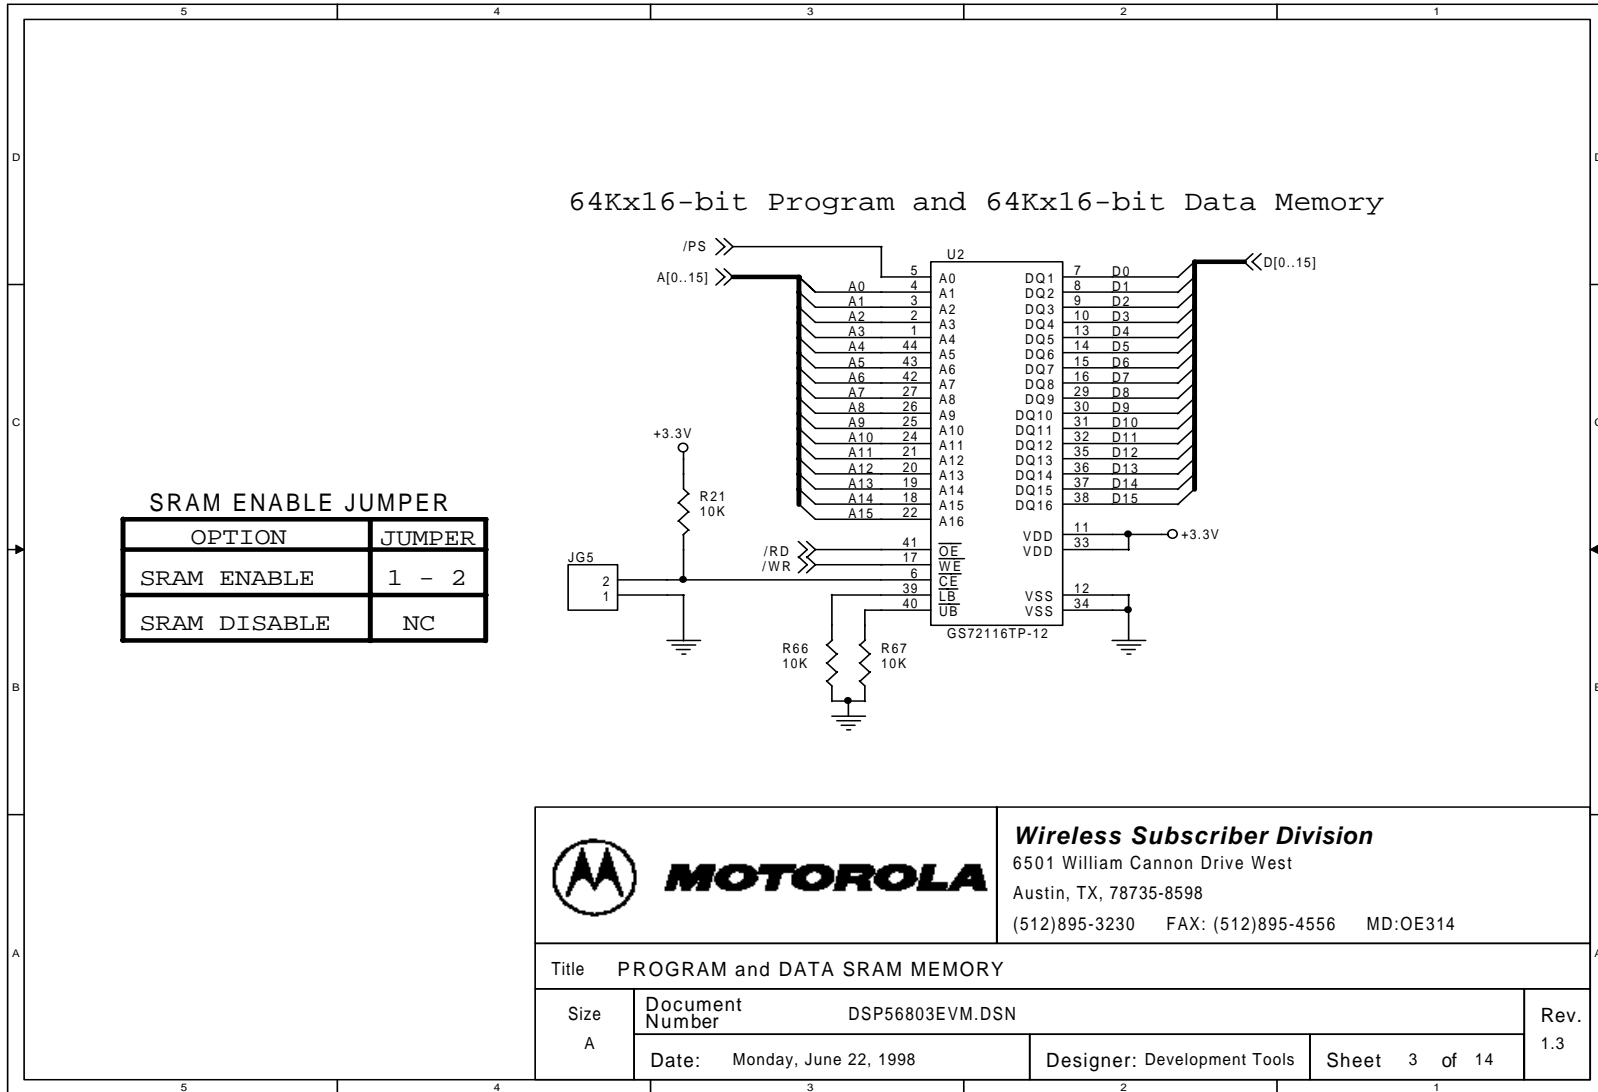 5 4 3 2 1
D D
C C
B B
A A
64Kx16-bit Program and 64Kx16-bit Data Memory
/PS
A[0..15]
U2
D[0..15]
5 A0 DQ1 7 D0
A0 4 A1 DQ2 8 D1
A1 3 A2 DQ3 9 D2
A2 2 A3 DQ4 10 D3
A3 1 A4 DQ5 13 D4
A4 44 A5 DQ6 14 D5
A5 43 A6 DQ7 15 D6
A6 42 A7 DQ8 16 D7
A7 27 A8 DQ9 29 D8
A8 26 A9 DQ10 30 D9
A9 25 A10 DQ11 31 D10
A10 24 A11 DQ12 32 D11
A11 21 A12 DQ13 35 D12
A12 20 A13 DQ14 36 D13
A13 19 A14 DQ15 37 D14
A14 18 A15 DQ16 38 D15
A15 22 A16
VDD 11
VDD 33
+3.3V
/RD 41 OE
/WR 17 WE
6 CE
39 LB
40 UB
VSS 12
VSS 34
GS72116TP-12
+3.3V
R21
10K
JG5
2
1
R66
10K
R67
10K
SRAM ENABLE JUMPER
OPTION JUMPER
SRAM ENABLE 1 - 2
SRAM DISABLE NC
MOTOROLA
Wireless Subscriber Division
6501 William Cannon Drive West
Austin, TX, 78735-8598
(512)895-3230 FAX: (512)895-4556 MD:OE314
Title PROGRAM and DATA SRAM MEMORY
Size
A
Document
Number
DSP56803EVM.DSN
Rev.
1.3
Date: Monday, June 22, 1998
Designer: Development Tools
Sheet 3 of 14
5 4 3 2 1